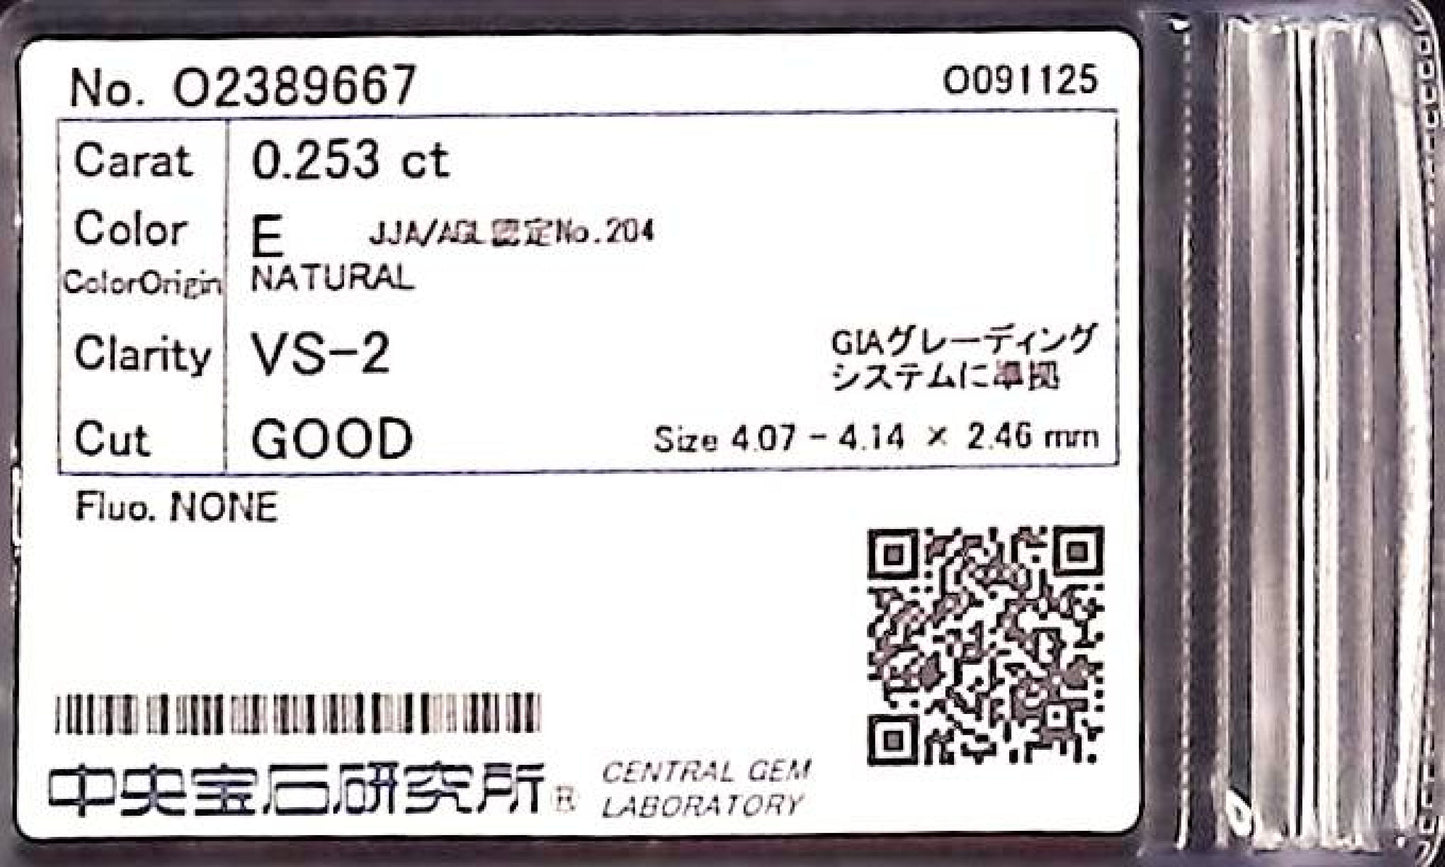 No. O2389667 O091125
Carat 0.253 ct
Color E JJA/AGL認定No.204
ColorOrigin NATURAL
Clarity VS-2 GIAグレーディング
システムに準拠
Cut GOOD Size 4.07 - 4.14 × 2.46 mm
Fluo. NONE
中央宝石研究所® CENTRAL GEM
LABORATORY